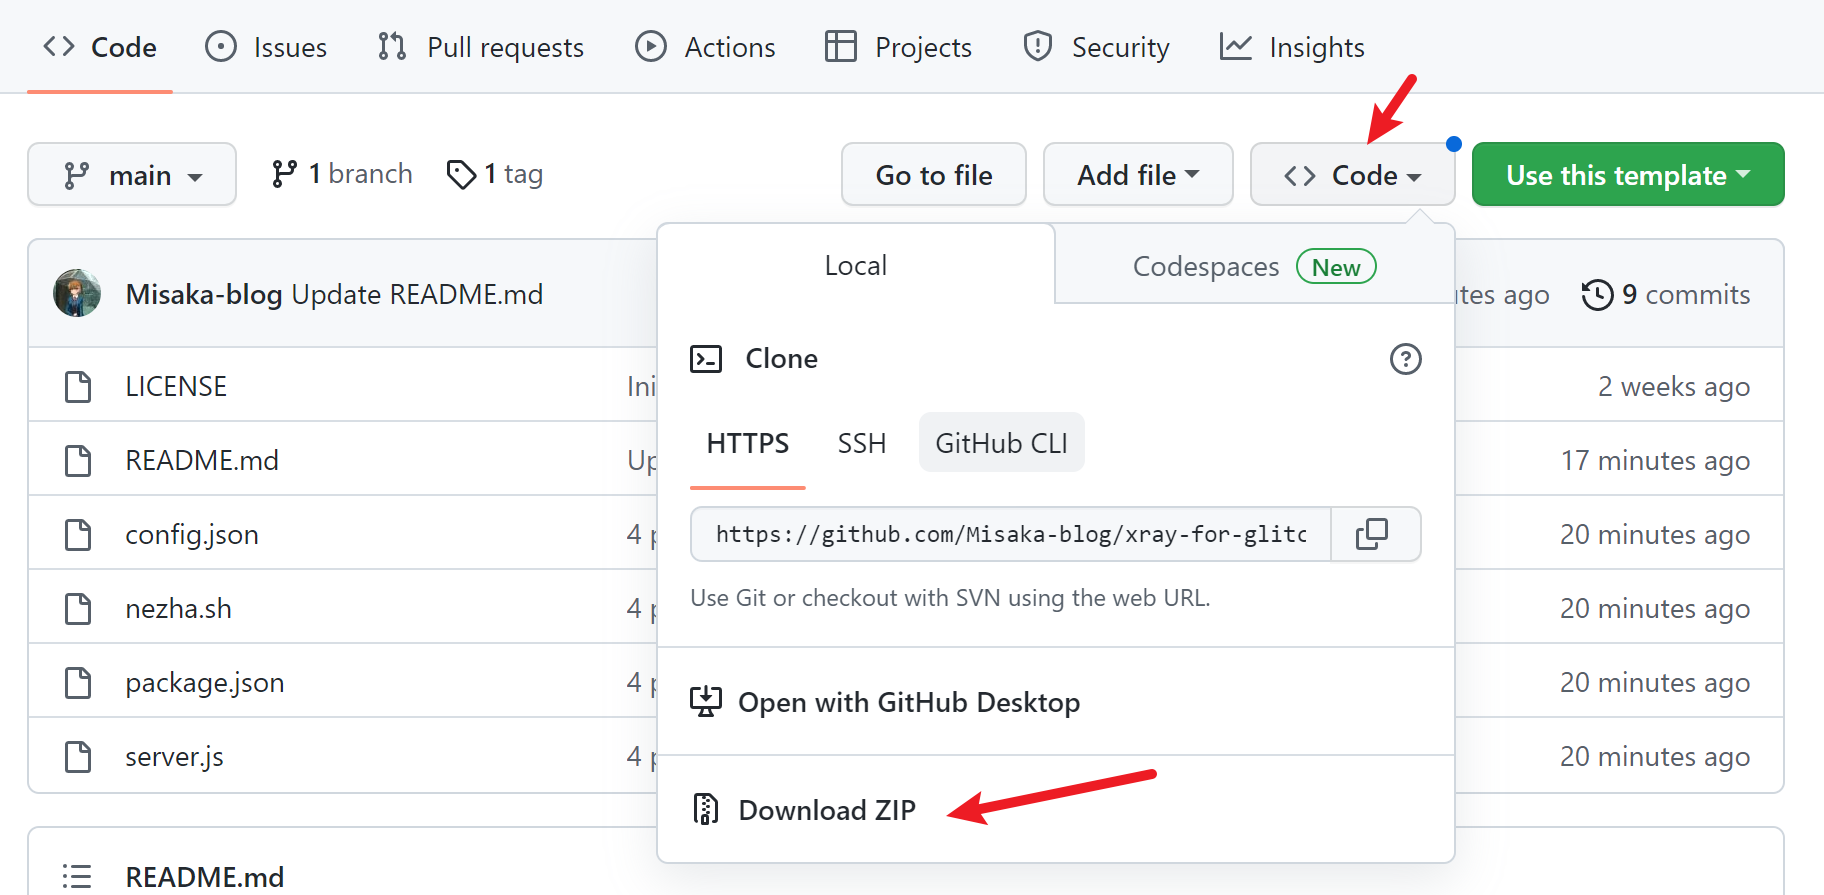 Code Issues Pull requests Actions Projects Security Insights
main 1 branch 1 tag Go to file Add file Code Use this template
Local Codespaces New
Misaka-blog Update README.md ago 9 commits
Clone
LICENSE 2 weeks ago
HTTPS SSH GitHub CLI
README.md 17 minutes ago
https://github.com/Misaka-blog/xray-for-glitc
config.json 4 20 minutes ago
Use Git or checkout with SVN using the web URL.
nezha.sh 4 20 minutes ago
package.json 4 20 minutes ago
Open with GitHub Desktop
server.js 4 20 minutes ago
Download ZIP
README.md